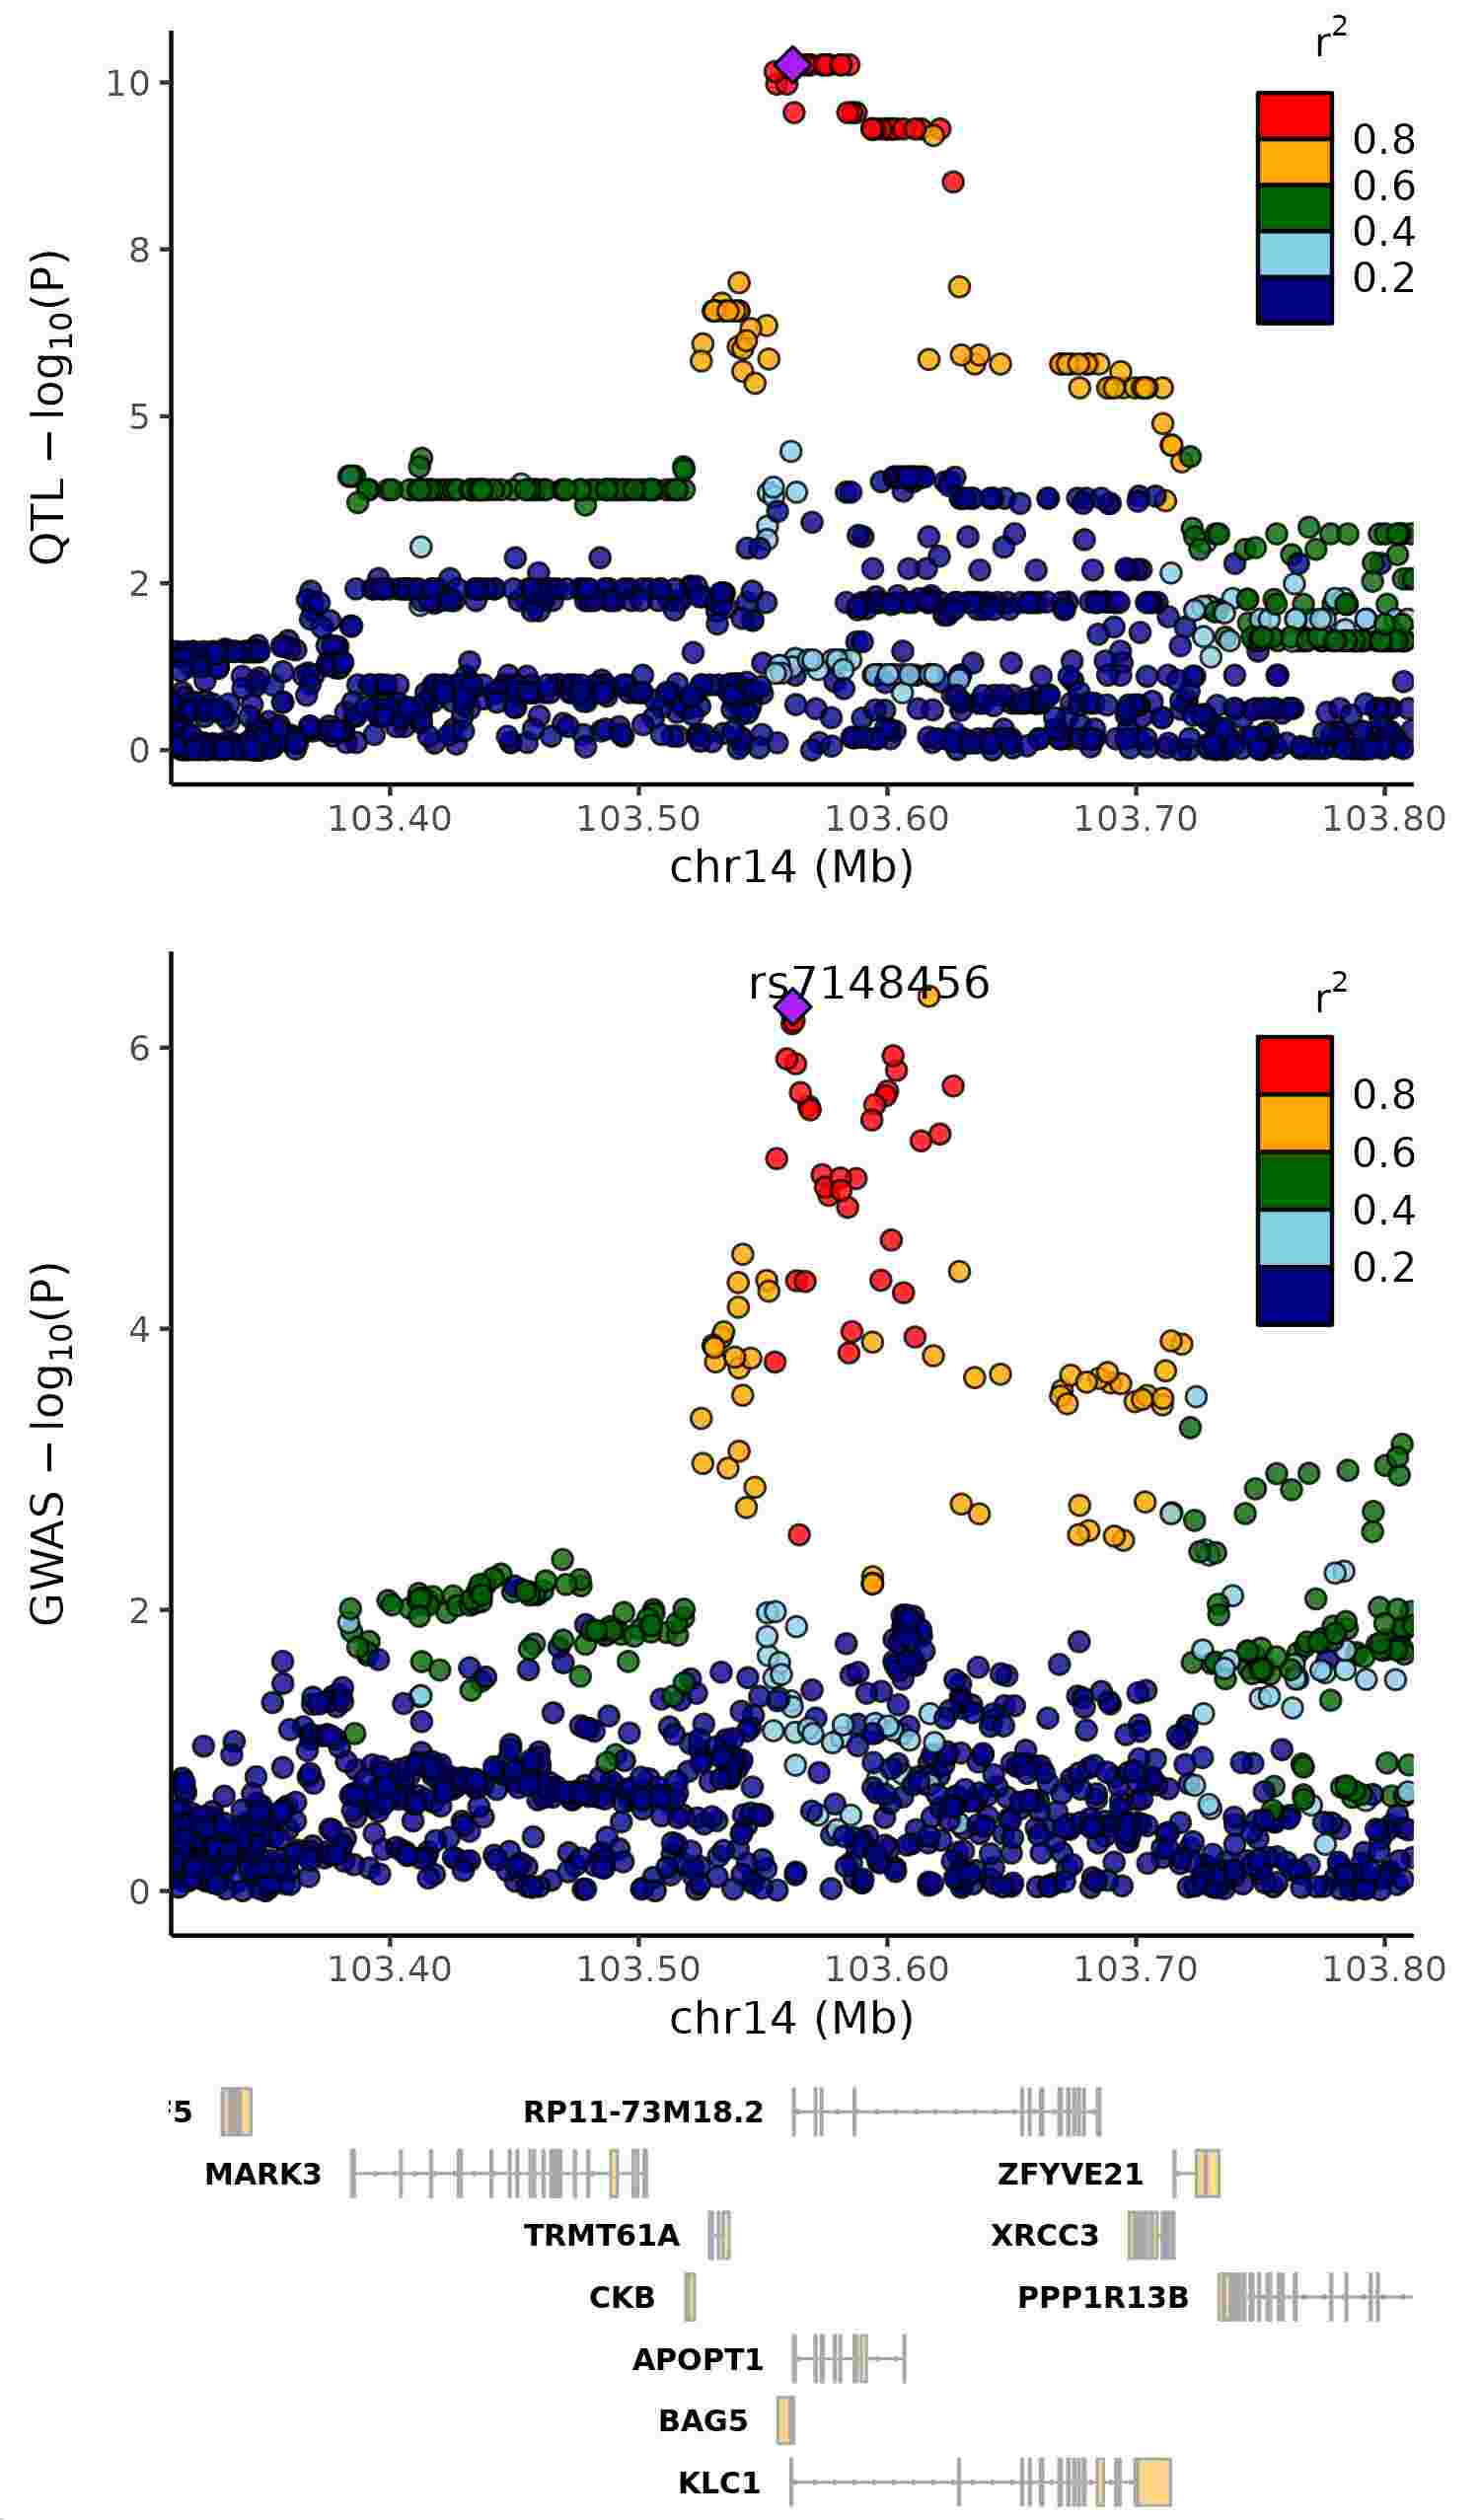 r²
10
8
5
2
0
0.8
0.6
0.4
0.2
QTL − log₁₀(P)
103.40 103.50 103.60 103.70 103.80
chr14 (Mb)
rs7148456
r²
6
4
2
0
0.8
0.6
0.4
0.2
GWAS − log₁₀(P)
103.40 103.50 103.60 103.70 103.80
chr14 (Mb)
5 RP11-73M18.2
MARK3 ZFYVE21
TRMT61A XRCC3
CKB PPP1R13B
APOPT1
BAG5
KLC1